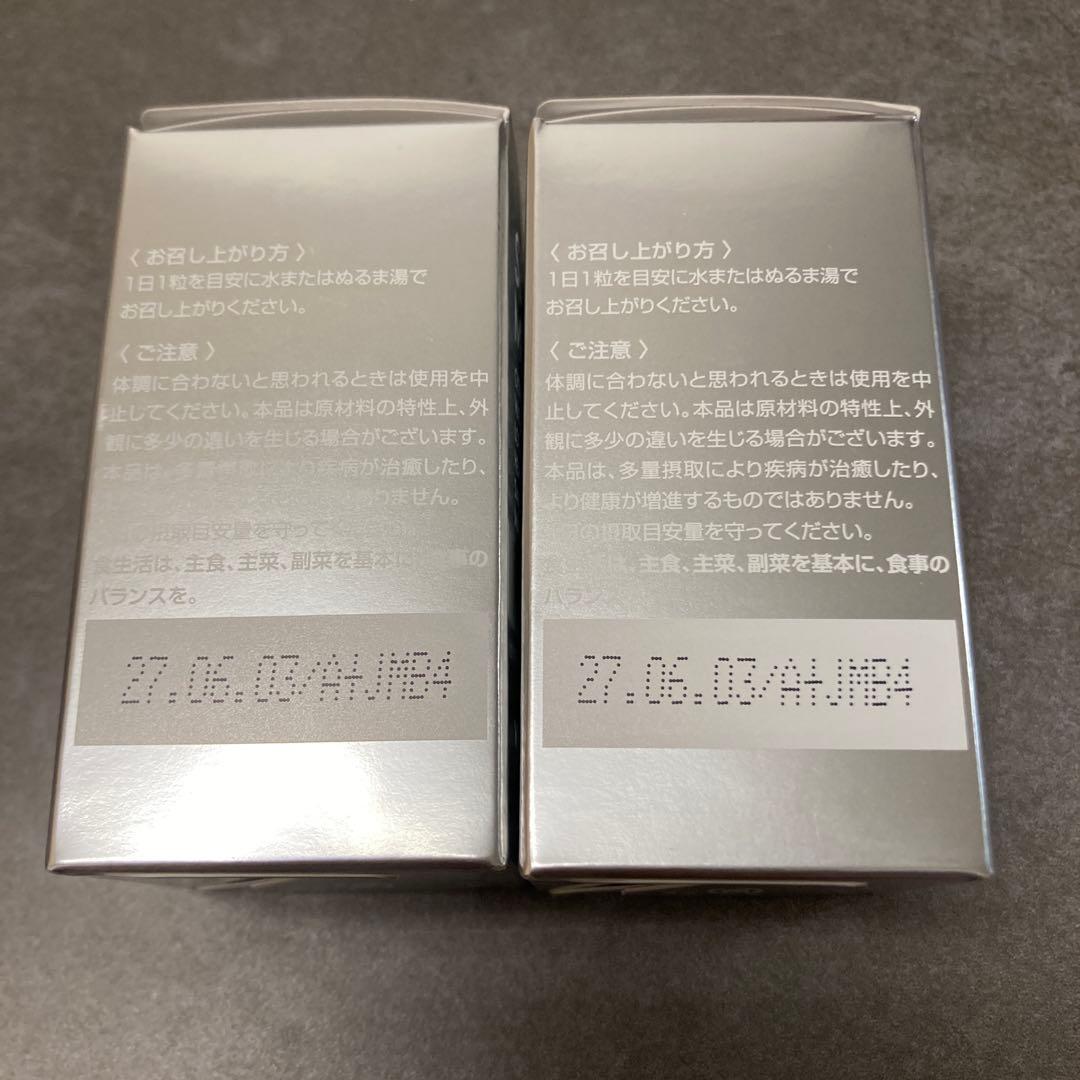 〈 お召し上がり方 〉
1日1粒を目安に水またはぬるま湯で
お召し上がりください。
〈 ご注意 〉
体調に合わないと思われるときは使用を中
止してください。本品は原材料の特性上、外
観に多少の違いを生じる場合がございます。
本品は、多量摂取により疾病が治癒したり、
ありません。
摂取目安量を守ってください
生活は、主食、主菜、副菜を基本に、食事の
バランスを。
27.06.03/A+JMB4
〈 お召し上がり方 〉
1日1粒を目安に水またはぬるま湯で
お召し上がりください。
〈 ご注意 〉
体調に合わないと思われるときは使用を中
止してください。本品は原材料の特性上、外
観に多少の違いを生じる場合がございます。
本品は、多量摂取により疾病が治癒したり、
より健康が増進するものではありません。
の摂取目安量を守ってください。
は、主食、主菜、副菜を基本に、食事の
バランス
27.06.03/A+JMB4